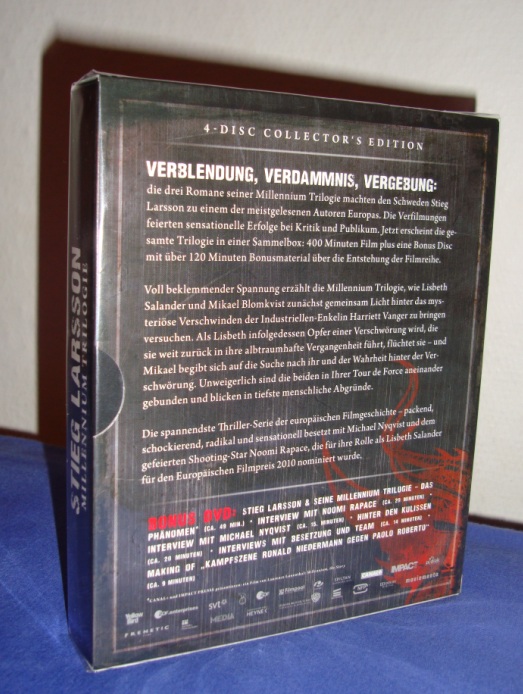 4-DISC COLLECTOR'S EDITION
VERBLENDUNG, VERDAMMNIS, VERGEBUNG:
die drei Romane seiner Millennium Trilogie machten den Schweden Stieg
Larsson zu einem der meistgelesenen Autoren Europas. Die Verfilmungen
feierten sensationelle Erfolge bei Kritik und Publikum. Jetzt erscheint die ge-
samte Trilogie in einer Sammelbox: 400 Minuten Film plus eine Bonus Disc
mit über 120 Minuten Bonusmaterial über die Entstehung der Filmreihe.
Voll beklemmender Spannung erzählt die Millennium Trilogie, wie Lisbeth
Salander und Mikael Blomkvist zunächst gemeinsam Licht hinter das mys-
teriöse Verschwinden der Industriellen-Enkelin Harriett Vanger zu bringen
versuchen. Als Lisbeth infolgedessen Opfer einer Verschwörung wird, die
sie weit zurück in ihre albtraumhafte Vergangenheit führt, flüchtet sie – und
Mikael begibt sich auf die Suche nach ihr und der Wahrheit hinter der Ver-
schwörung. Unweigerlich sind die beiden in Ihrer Tour de Force aneinander
gebunden und blicken in tiefste menschliche Abgründe.
Die spannendste Thriller-Serie der europäischen Filmgeschichte – packend,
schockierend, radikal und sensationell besetzt mit Michael Nyqvist und dem
gefeierten Shooting-Star Noomi Rapace, die für ihre Rolle als Lisbeth Salander
für den Europäischen Filmpreis 2010 nominiert wurde.
BONUS DVD: STIEG LARSSON & SEINE MILLENNIUM TRILOGIE - DAS
PHÄNOMEN" • INTERVIEW MIT NOOMI RAPACE
INTERVIEW MIT MICHAEL NYQVIST • HINTER DEN KULISSEN
• INTERVIEWS MIT BESETZUNG UND TEAM
MAKING OF „KAMPFSZENE RONALD NIEDERMANN GEGEN PAOLO ROBERTO"
(CA. 9 MINUTEN)
Yellow Bird
svt
MEDIA
HEYNE
IMPACT
PRENETIC
STIEG LARSSON
MILLENNIUM TRILOGIE